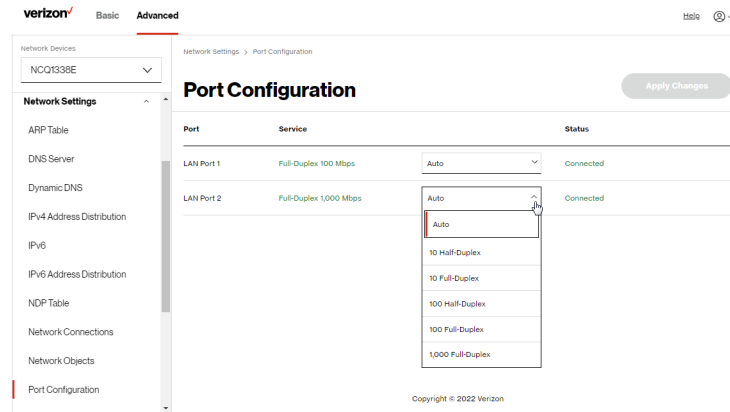 verizon✓ Basic Advanced Help
Network Devices
NCQ1338E
Network Settings
ARP Table
DNS Server
Dynamic DNS
IPv4 Address Distribution
IPv6
IPv6 Address Distribution
NDP Table
Network Connections
Network Objects
Port Configuration
Network Settings > Port Configuration
Port Configuration Apply Changes
Port Service Status
LAN Port 1 Full-Duplex 100 Mbps Auto Connected
LAN Port 2 Full-Duplex 1,000 Mbps Auto Connected
Auto
10 Half-Duplex
10 Full-Duplex
100 Half-Duplex
100 Full-Duplex
1,000 Full-Duplex
Copyright © 2022 Verizon